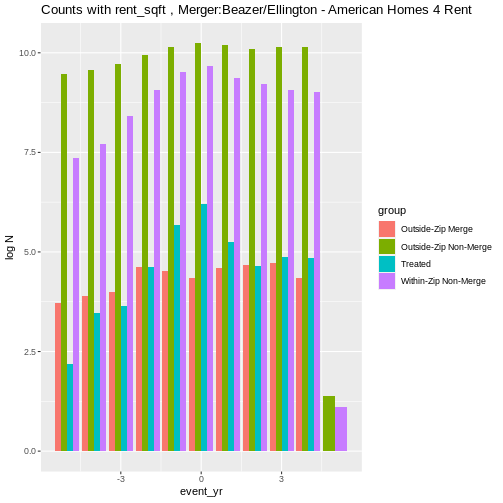 Counts with rent_sqft , Merger:Beazer/Ellington - American Homes 4 Rent
10.0
7.5
5.0
2.5
0.0
log N
-3
0
3
event_yr
group
Outside-Zip Merge
Outside-Zip Non-Merge
Treated
Within-Zip Non-Merge